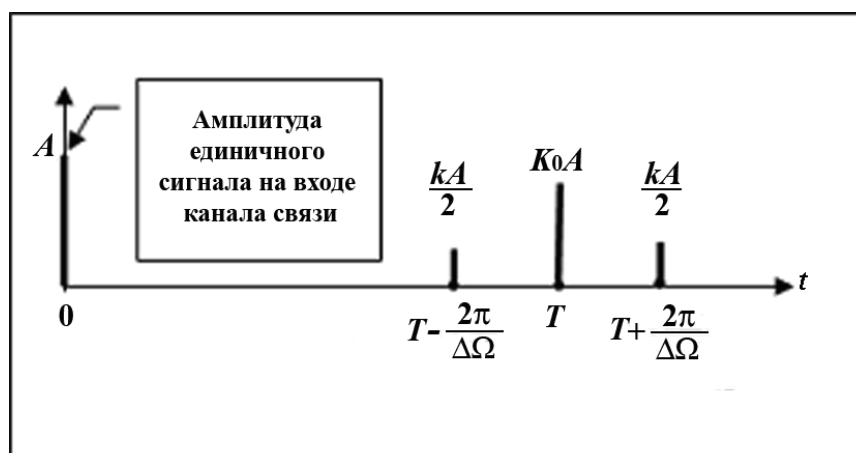 Амплитуда
единичного
сигнала на входе
канала связи
A
kA/2
K₀A
kA/2
t
0
T-2π/ΔΩ
T
T+2π/ΔΩ